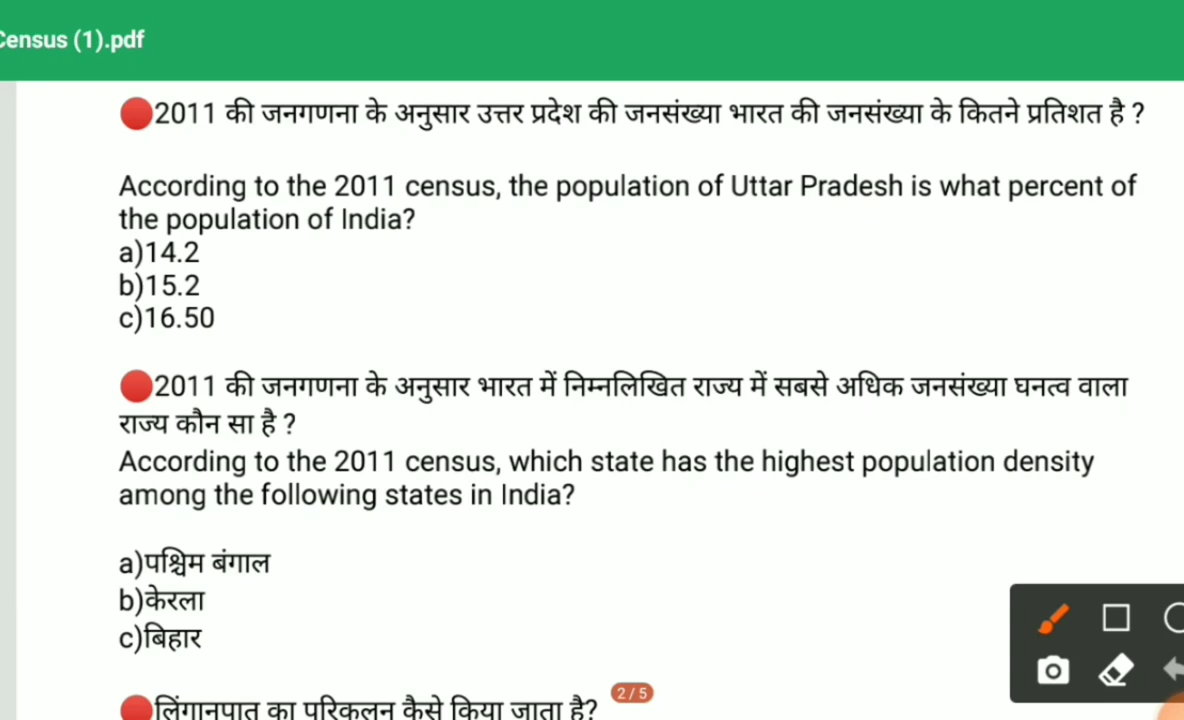 Census (1).pdf
2011 की जनगणना के अनुसार उत्तर प्रदेश की जनसंख्या भारत की जनसंख्या के कितने प्रतिशत है ?
According to the 2011 census, the population of Uttar Pradesh is what percent of
the population of India?
a)14.2
b)15.2
c)16.50
2011 की जनगणना के अनुसार भारत में निम्नलिखित राज्य में सबसे अधिक जनसंख्या घनत्व वाला
राज्य कौन सा है ?
According to the 2011 census, which state has the highest population density
among the following states in India?
a)पश्चिम बंगाल
b)केरला
c)बिहार
लिंगानुपात का परिकलन कैसे किया जाता है?
2 / 5